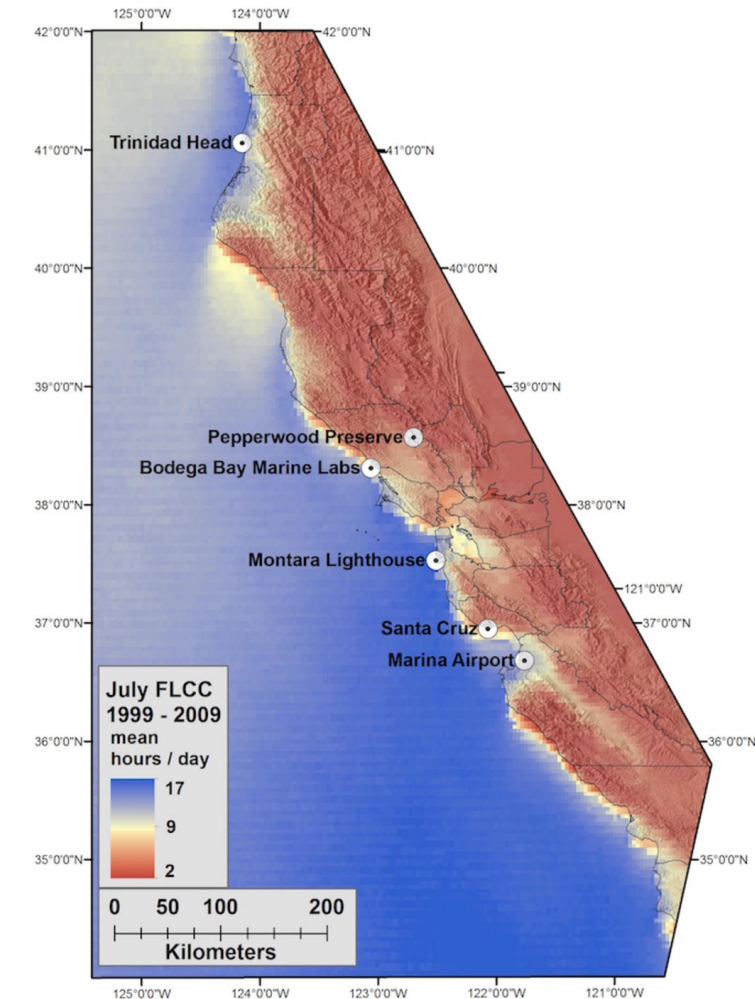 125°0'0"W 124°0'0"W
42°0'0"N 42°0'0"N
Trinidad Head
41°0'0"N 41°0'0"N
40°0'0"N 40°0'0"N
39°0'0"N 39°0'0"N
Pepperwood Preserve
Bodega Bay Marine Labs
38°0'0"N 38°0'0"N
Montara Lighthouse
121°0'0"W
37°0'0"N 37°0'0"N
Santa Cruz
Marina Airport
July FLCC
1999 - 2009
mean
hours / day
17
9
2
36°0'0"N 36°0'0"N
35°0'0"N 35°0'0"N
0 50 100 200
Kilometers
125°0'0"W 124°0'0"W 123°0'0"W 122°0'0"W 121°0'0"W